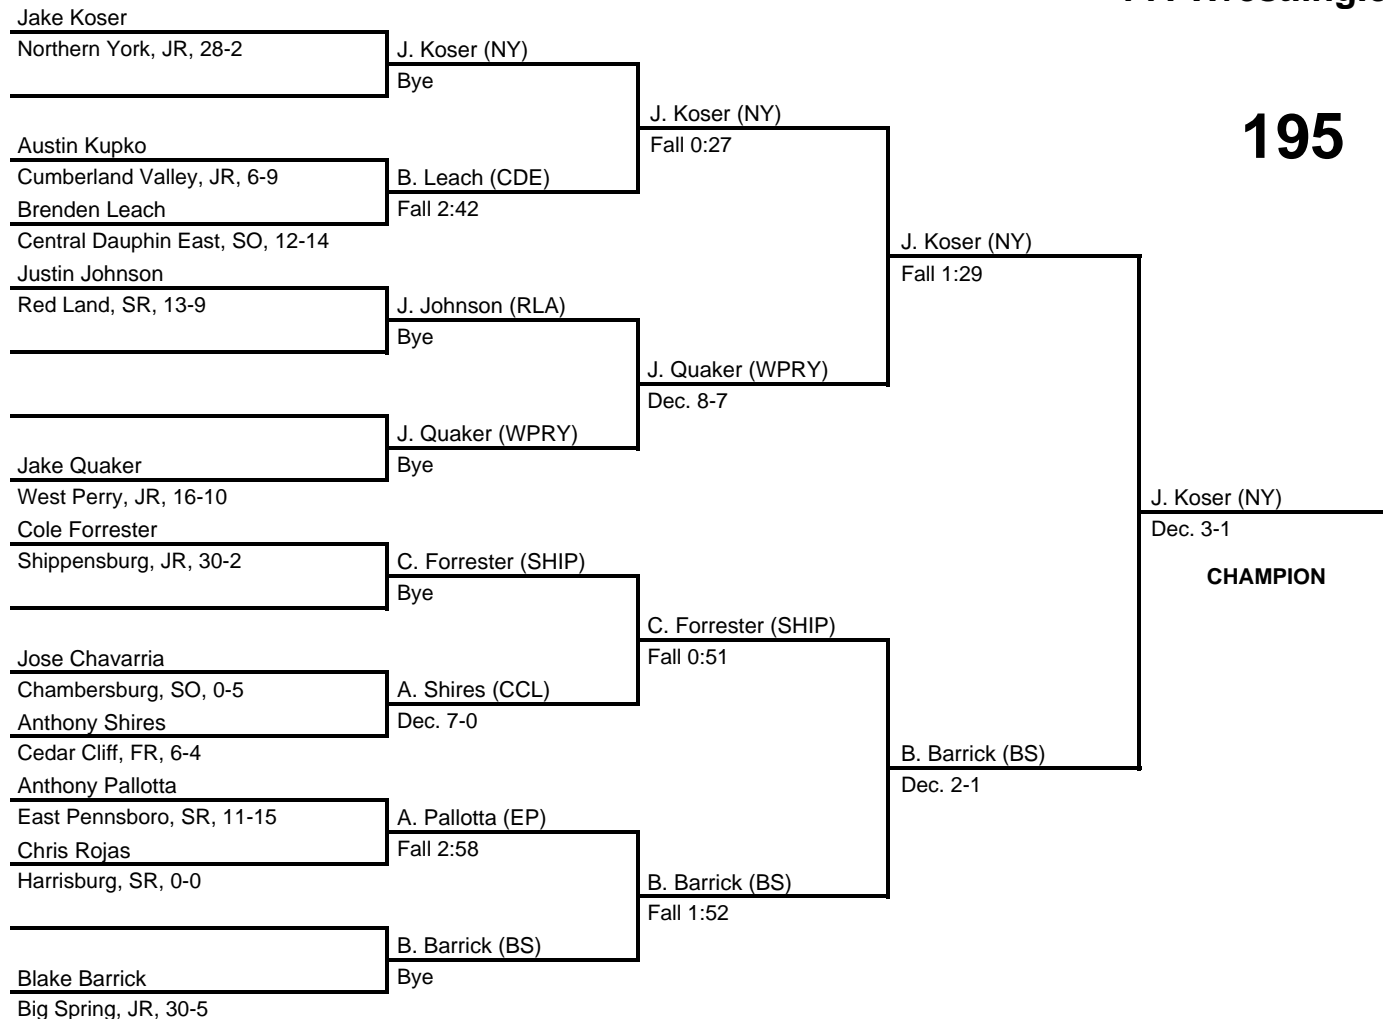 Jake Koser
Northern York, JR, 28-2
J. Koser (NY)
Bye
J. Koser (NY)
Fall 0:27
195
Austin Kupko
Cumberland Valley, JR, 6-9
Brenden Leach
Central Dauphin East, SO, 12-14
B. Leach (CDE)
Fall 2:42
J. Koser (NY)
Fall 1:29
Justin Johnson
Red Land, SR, 13-9
J. Johnson (RLA)
Bye
J. Quaker (WPRY)
Dec. 8-7
J. Quaker (WPRY)
Bye
Jake Quaker
West Perry, JR, 16-10
J. Koser (NY)
Dec. 3-1
CHAMPION
Cole Forrester
Shippensburg, JR, 30-2
C. Forrester (SHIP)
Bye
C. Forrester (SHIP)
Fall 0:51
Jose Chavarria
Chambersburg, SO, 0-5
Anthony Shires
Cedar Cliff, FR, 6-4
A. Shires (CCL)
Dec. 7-0
B. Barrick (BS)
Dec. 2-1
Anthony Pallotta
East Pennsboro, SR, 11-15
Chris Rojas
Harrisburg, SR, 0-0
A. Pallotta (EP)
Fall 2:58
B. Barrick (BS)
Fall 1:52
B. Barrick (BS)
Bye
Blake Barrick
Big Spring, JR, 30-5